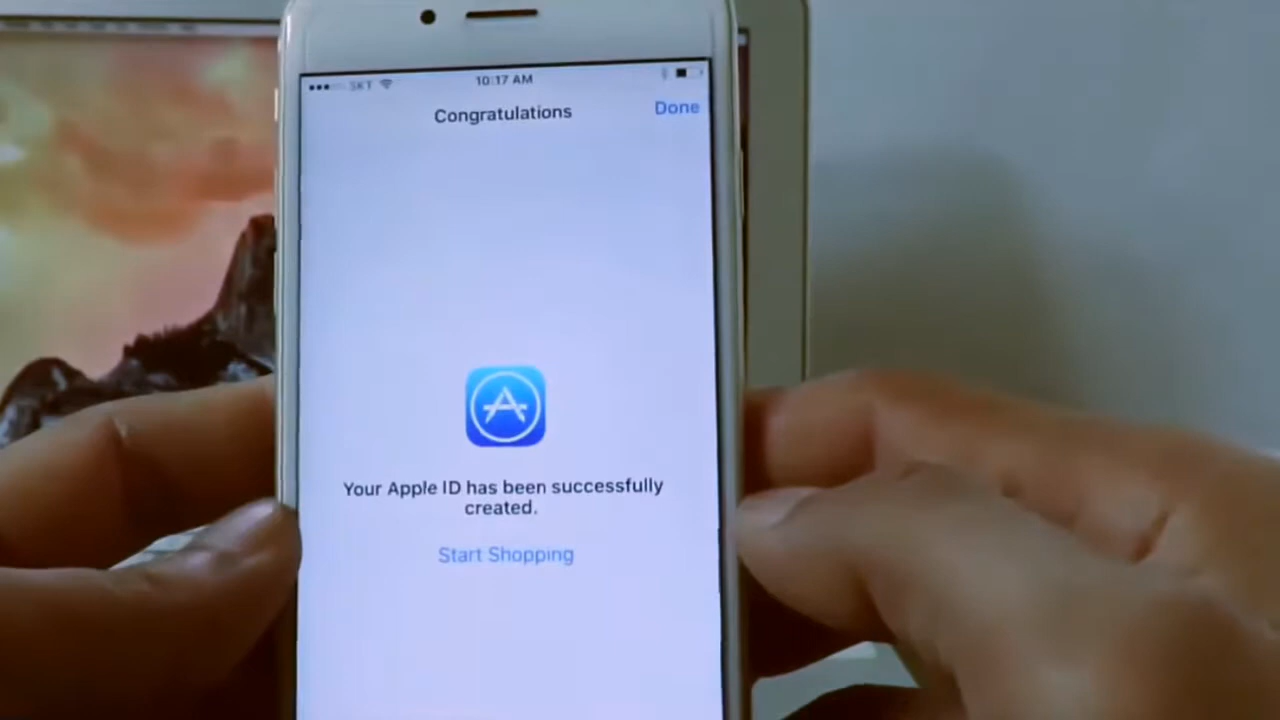 SKT 10:17 AM
Congratulations Done
Your Apple ID has been successfully
created.
Start Shopping